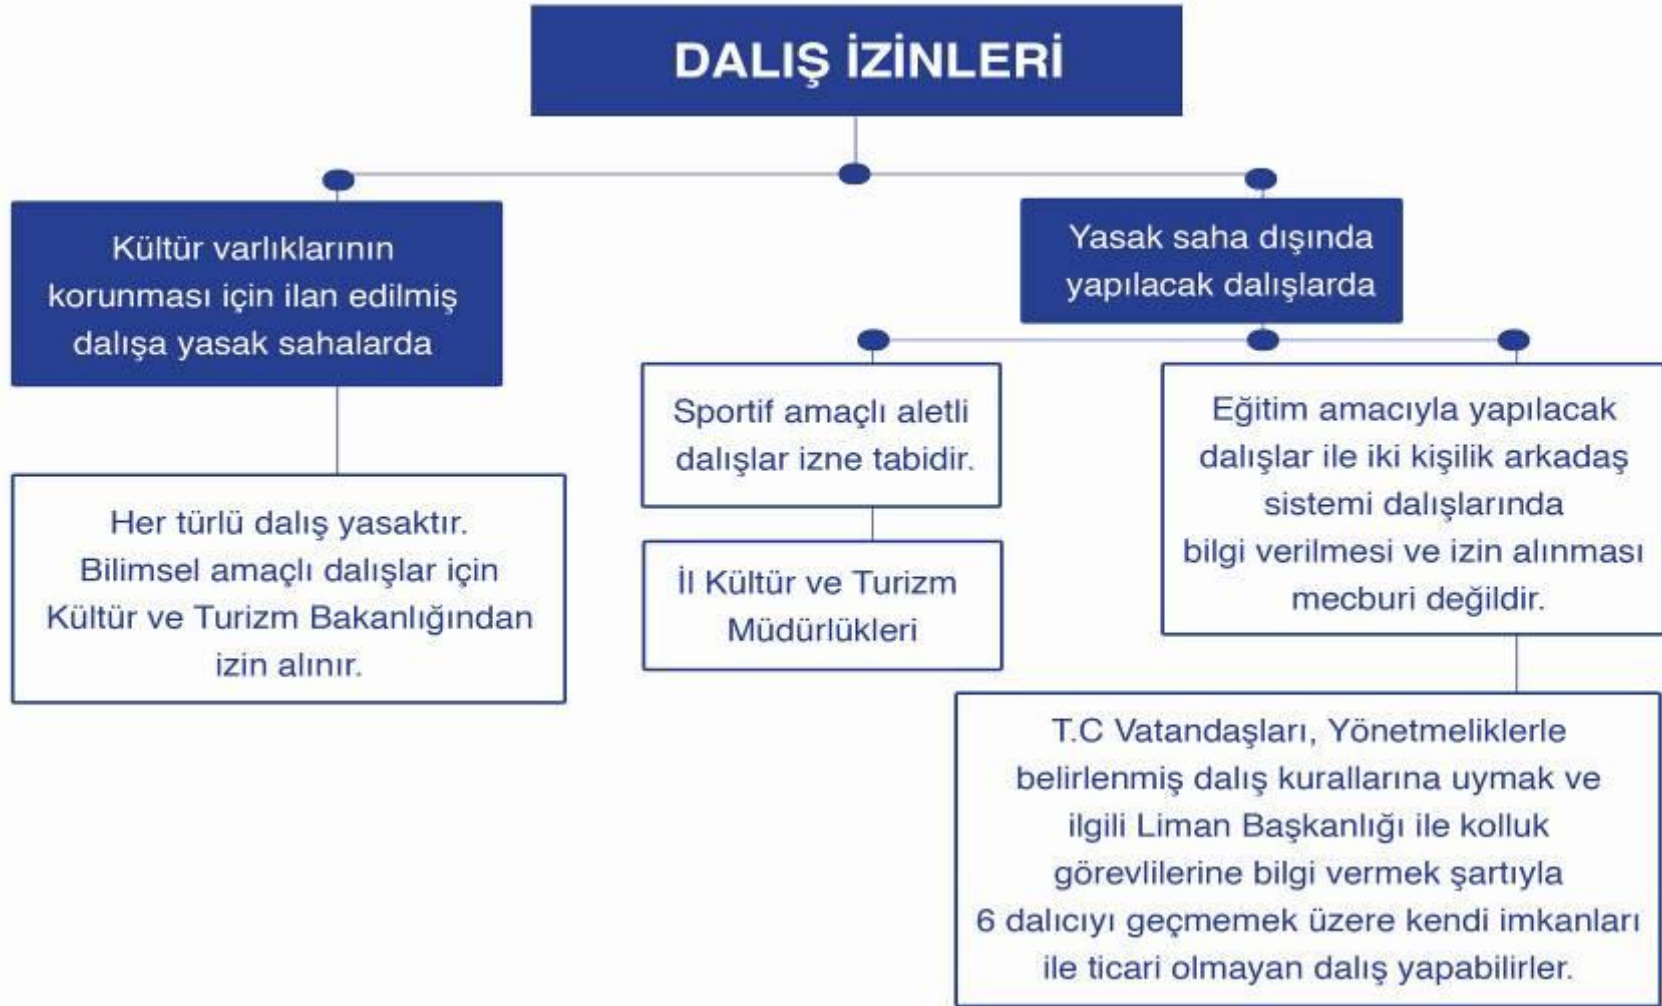 DALIŞ İZİNLERİ
Kültür varlıklarının
korunması için ilan edilmiş
dalışa yasak sahalarda
Her türlü dalış yasaktır.
Bilimsel amaçlı dalışlar için
Kültür ve Turizm Bakanlığından
izin alınır.
Yasak saha dışında
yapılacak dalışlarda
Sportif amaçlı aletli
dalışlar izne tabidir.
İl Kültür ve Turizm
Müdürlükleri
Eğitim amacıyla yapılacak
dalışlar ile iki kişilik arkadaş
sistemi dalışlarında
bilgi verilmesi ve izin alınması
mecburi değildir.
T.C Vatandaşları, Yönetmeliklerle
belirlenmiş dalış kurallarına uymak ve
ilgili Liman Başkanlığı ile kolluk
görevlilerine bilgi vermek şartıyla
6 dalıcıyı geçmemek üzere kendi imkanları
ile ticari olmayan dalış yapabilirler.